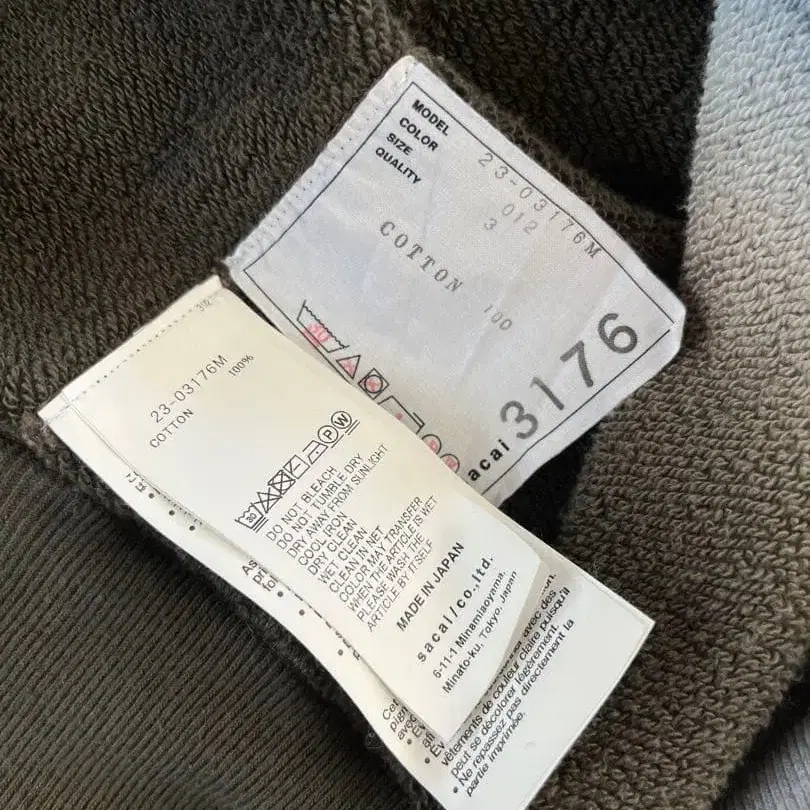 MODEL 23-03176M
COLOR 012
SIZE 3
QUALITY
COTTON 100
30
sacai 3176
23-03176M
COTTON 100%
30
P W
DO NOT BLEACH
DO NOT TUMBLE DRY
DRY AWAY FROM SUNLIGHT
COOL IRON
DRY CLEAN
WET CLEAN
CLEAN IN NET
COLOR MAY TRANSFER
WHEN THE ARTICLE IS WET
PLEASE WASH THE
ARTICLE BY ITSELF
MADE IN JAPAN
sacai/co.,ltd.
6-11-1 Minamiaoyama,
Minato-ku, Tokyo, Japan
avec des
vêtements de couleur claire puisqu'il
peut se décolorer légèrement.
• Ne repassez pas directement la
partie imprimée.